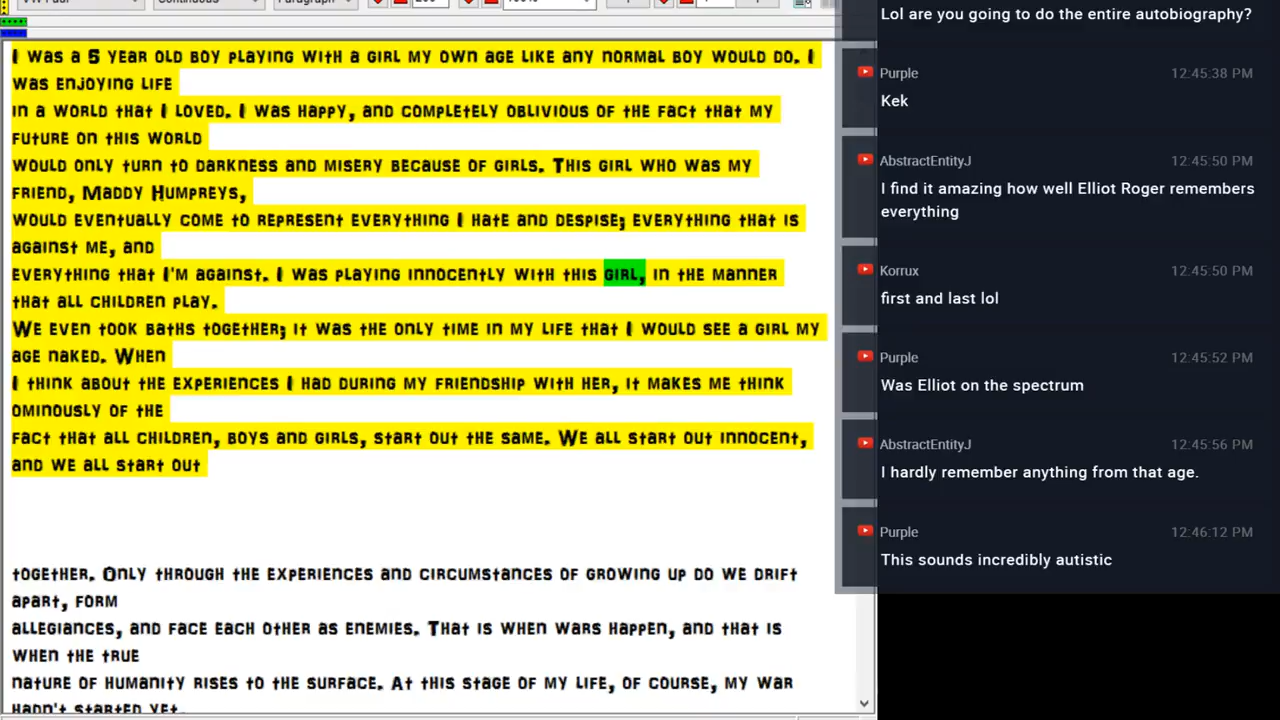 Continuous
Paragraph
I was a 5 year old boy playing with a girl my own age like any normal boy would do. I
was enjoying life
in a world that I loved. I was happy, and completely oblivious of the fact that my
future on this world
would only turn to darkness and misery because of girls. This girl who was my
friend, Maddy Humpreys,
would eventually come to represent everything I hate and despise; everything that is
against me, and
everything that I'm against. I was playing innocently with this girl, in the manner
that all children play.
We even took baths together; it was the only time in my life that I would see a girl my
age naked. When
I think about the experiences I had during my friendship with her, it makes me think
ominously of the
fact that all children, boys and girls, start out the same. We all start out innocent,
and we all start out
together. Only through the experiences and circumstances of growing up do we drift
apart, form
allegiances, and face each other as enemies. That is when wars happen, and that is
when the true
nature of humanity rises to the surface. At this stage of my life, of course, my war
hadn't started yet.
Lol are you going to do the entire autobiography?
Purple 12:45:38 PM
Kek
AbstractEntityJ 12:45:50 PM
I find it amazing how well Elliot Roger remembers
everything
Korrux 12:45:50 PM
first and last lol
Purple 12:45:52 PM
Was Elliot on the spectrum
AbstractEntityJ 12:45:56 PM
I hardly remember anything from that age.
Purple 12:46:12 PM
This sounds incredibly autistic